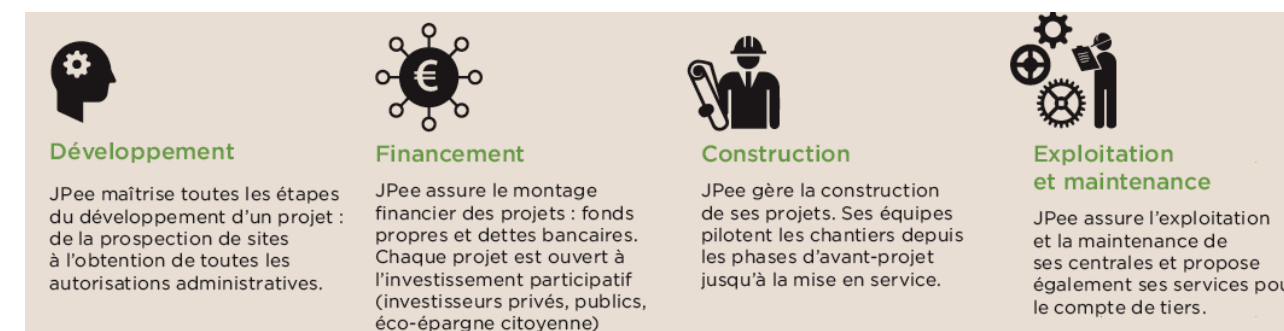 Développement
JPee maîtrise toutes les étapes
du développement d'un projet :
de la prospection de sites
à l'obtention de toutes les
autorisations administratives.
€
Financement
JPee assure le montage
financier des projets : fonds
propres et dettes bancaires.
Chaque projet est ouvert à
l'investissement participatif
(investisseurs privés, publics,
éco-épargne citoyenne)
Construction
JPee gère la construction
de ses projets. Ses équipes
pilotent les chantiers depuis
les phases d'avant-projet
jusqu'à la mise en service.
Exploitation
et maintenance
JPee assure l'exploitation
et la maintenance de
ses centrales et propose
également ses services pou
le compte de tiers.